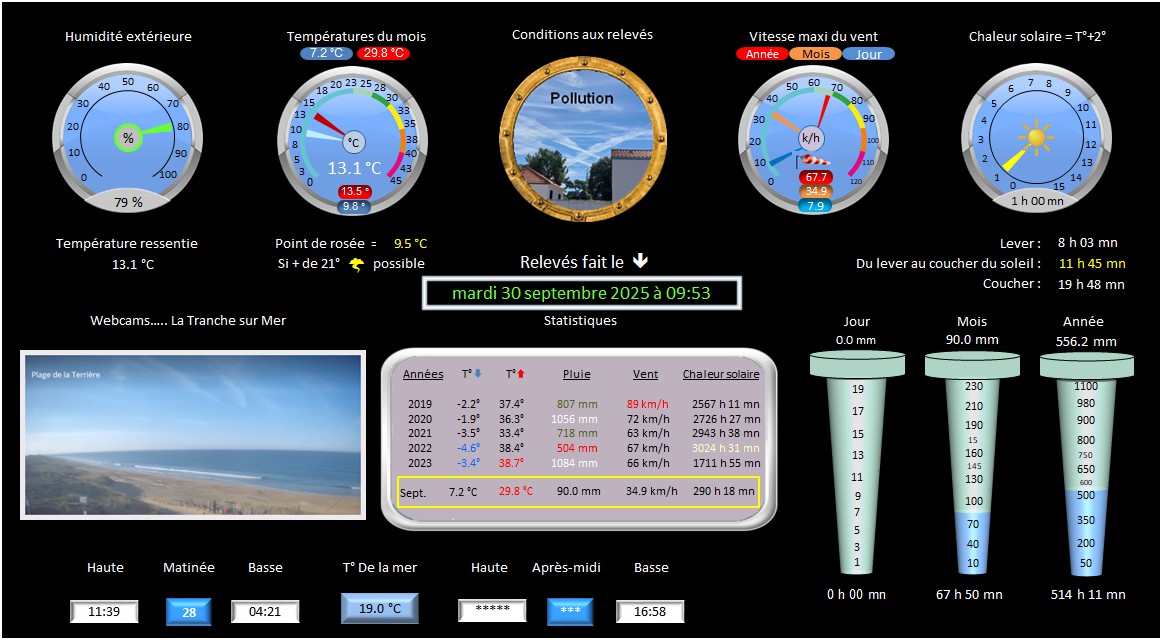 Humidité extérieure
Températures du mois
Conditions aux relevés
Vitesse maxi du vent
Chaleur solaire = T°+2°
7.2 °C 29.8 °C
Année Mois Jour
0 10 20 30 40 50 60 70 80 90 100
%
79 %
0 3 5 8 10 13 15 18 20 23 25 28 30 33 35 38 40 43 45
°C
13.1 °C
13.5 °
9.8 °
Pollution
0 10 20 30 40 50 60 70 80 90 100 110 120
k/h
67.7
34.9
7.9
0 1 2 3 4 5 6 7 8 9 10 11 12 13 14 15
1 h 00 mn
Température ressentie
13.1 °C
Point de rosée = 9.5 °C
Si + de 21° possible
Relevés fait le
mardi 30 septembre 2025 à 09:53
Lever : 8 h 03 mn
Du lever au coucher du soleil : 11 h 45 mn
Coucher : 19 h 48 mn
Webcams..... La Tranche sur Mer
Plage de la Terrière
Statistiques
Années T° T° Pluie Vent Chaleur solaire
2019 -2.2° 37.4° 807 mm 89 km/h 2567 h 11 mn
2020 -1.9° 36.3° 1056 mm 72 km/h 2726 h 27 mn
2021 -3.5° 33.4° 718 mm 63 km/h 2943 h 38 mn
2022 -4.6° 38.4° 504 mm 67 km/h 3024 h 31 mn
2023 -3.4° 38.7° 1084 mm 66 km/h 1711 h 55 mn
Sept. 7.2 °C 29.8 °C 90.0 mm 34.9 km/h 290 h 18 mn
Jour
0.0 mm
19
17
15
13
11
9
7
5
3
1
0 h 00 mn
Mois
90.0 mm
230
210
190
15
160
145
130
100
70
40
10
67 h 50 mn
Année
556.2 mm
1100
980
900
800
750
650
600
500
350
200
50
514 h 11 mn
Haute Matinée Basse T° De la mer Haute Après-midi Basse
11:39 28 04:21 19.0 °C ***** *** 16:58